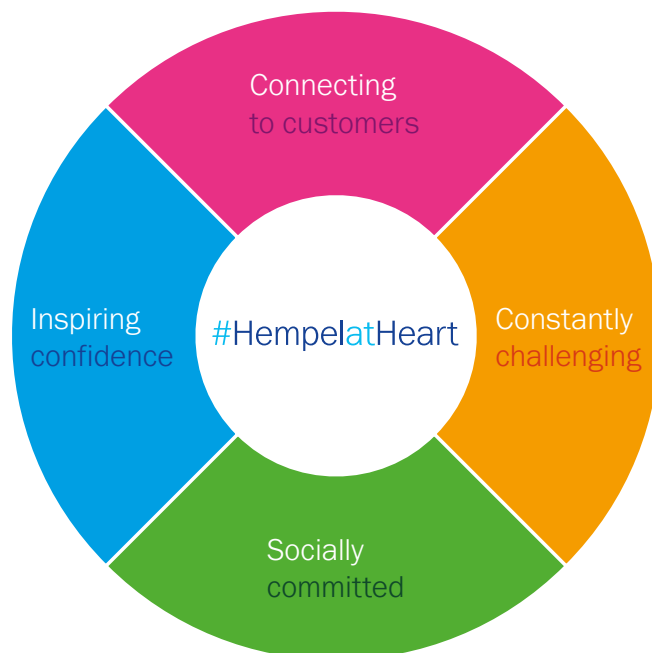 Connecting
to customers
Inspiring
confidence
#HempelatHeart
Constantly
challenging
Socially
committed